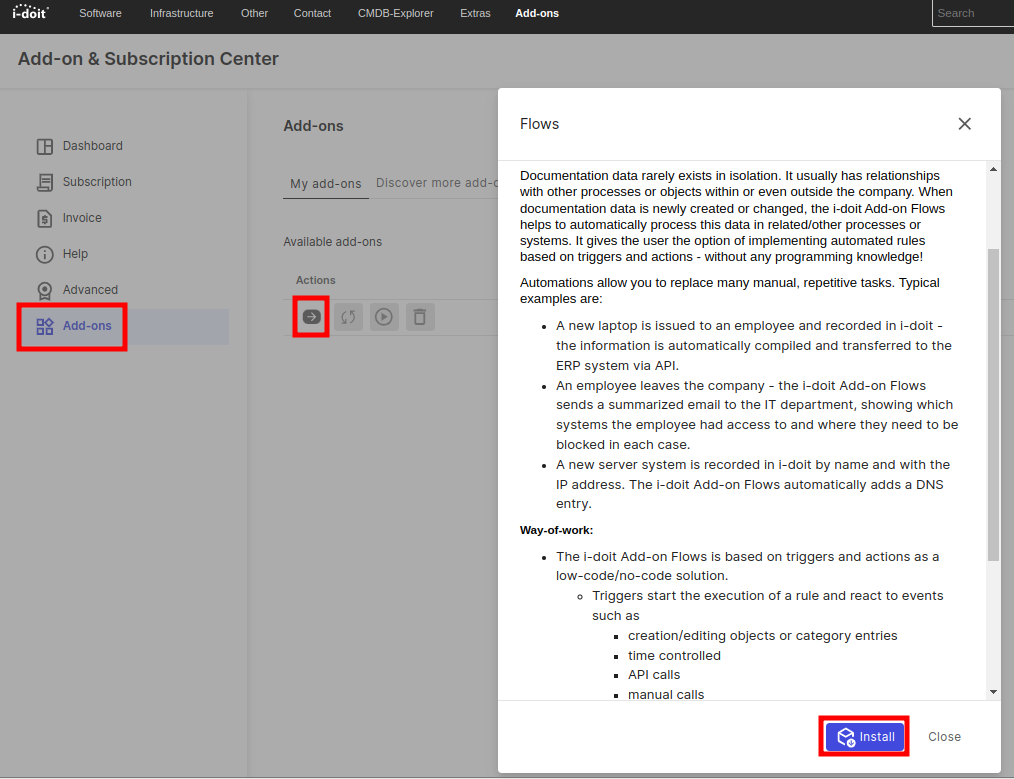 i-doit Software Infrastructure Other Contact CMDB-Explorer Extras Add-ons Search
Add-on & Subscription Center
Dashboard
Subscription
Invoice
Help
Advanced
Add-ons
Add-ons
My add-ons Discover more add-o
Available add-ons
Actions
Flows
Documentation data rarely exists in isolation. It usually has relationships
with other processes or objects within or even outside the company. When
documentation data is newly created or changed, the i-doit Add-on Flows
helps to automatically process this data in related/other processes or
systems. It gives the user the option of implementing automated rules
based on triggers and actions - without any programming knowledge!
Automations allow you to replace many manual, repetitive tasks. Typical
examples are:
• A new laptop is issued to an employee and recorded in i-doit -
the information is automatically compiled and transferred to the
ERP system via API.
• An employee leaves the company - the i-doit Add-on Flows
sends a summarized email to the IT department, showing which
systems the employee had access to and where they need to be
blocked in each case.
• A new server system is recorded in i-doit by name and with the
IP address. The i-doit Add-on Flows automatically adds a DNS
entry.
Way-of-work:
• The i-doit Add-on Flows is based on triggers and actions as a
low-code/no-code solution.
◦ Triggers start the execution of a rule and react to events
such as
▪ creation/editing objects or category entries
▪ time controlled
▪ API calls
▪ manual calls
Install Close